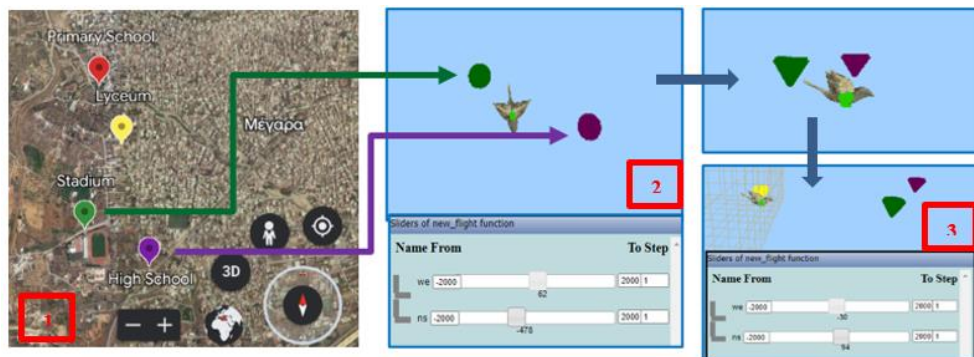 Primary School
Lyceum
Μέγαρα
Stadium
High School
3D
1
2
Sliders of new_flight function
Name From To Step
we -2000 62 2000 1
ns -2000 -478 2000 1
3
Sliders of new_flight function
Name From To Step
we -2000 -30 2000 1
ns -2000 94 2000 1